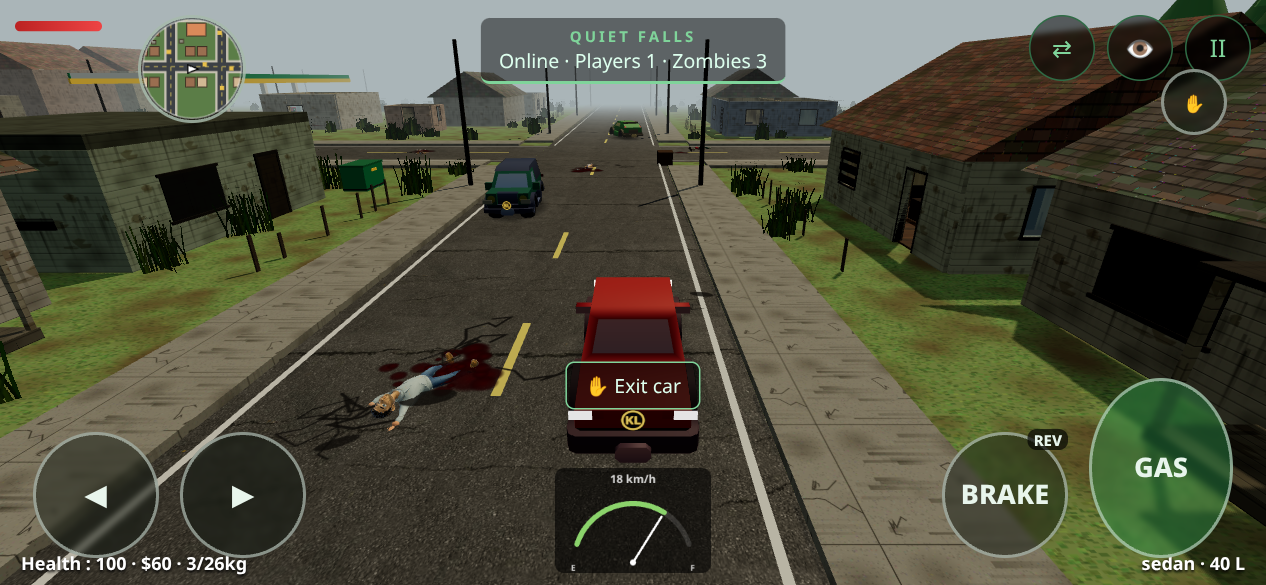 QUIET FALLS
Online · Players 1 · Zombies 3
Exit car
KL
KL
REV
GAS
BRAKE
18 km/h
E
F
Health : 100 · $60 · 3/26kg
sedan · 40 L